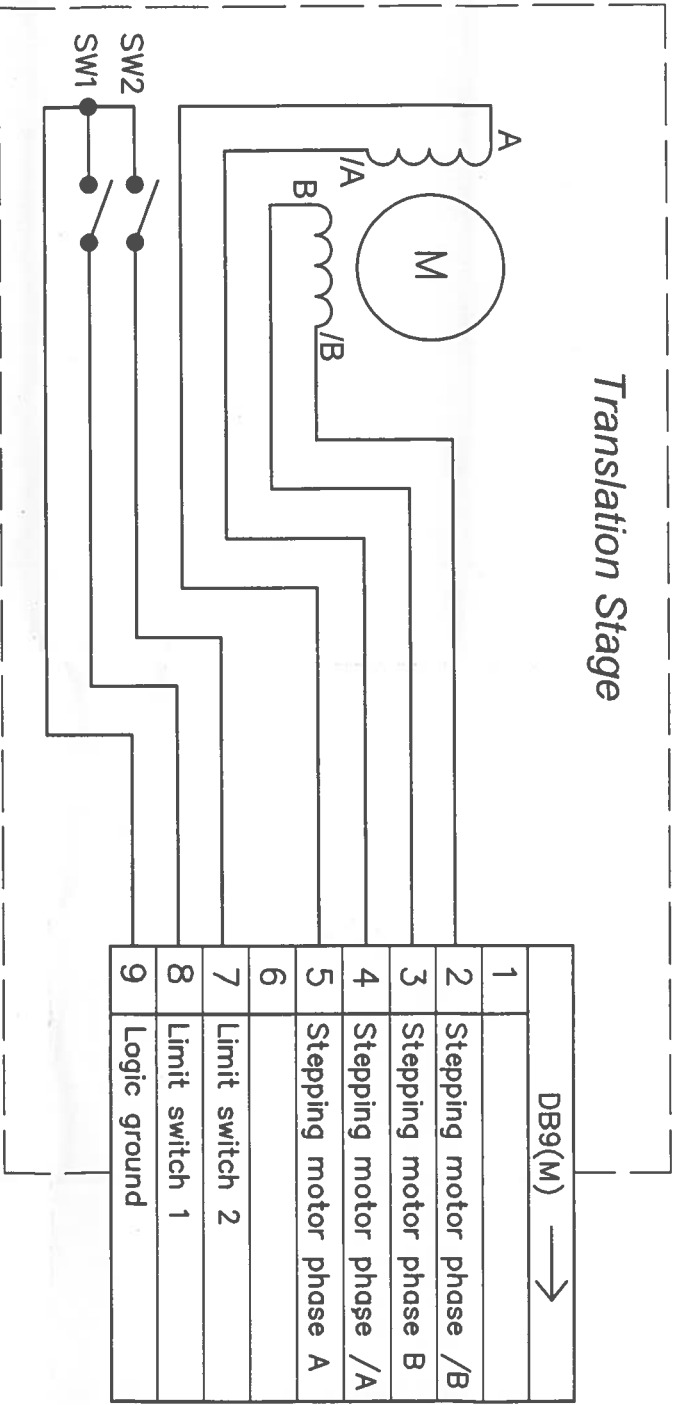 Translation Stage
A
/A
M
B
/B
SW2
SW1
DB9(M)
1
2 Stepping motor phase /B
3 Stepping motor phase B
4 Stepping motor phase /A
5 Stepping motor phase A
6
7 Limit switch 2
8 Limit switch 1
9 Logic ground